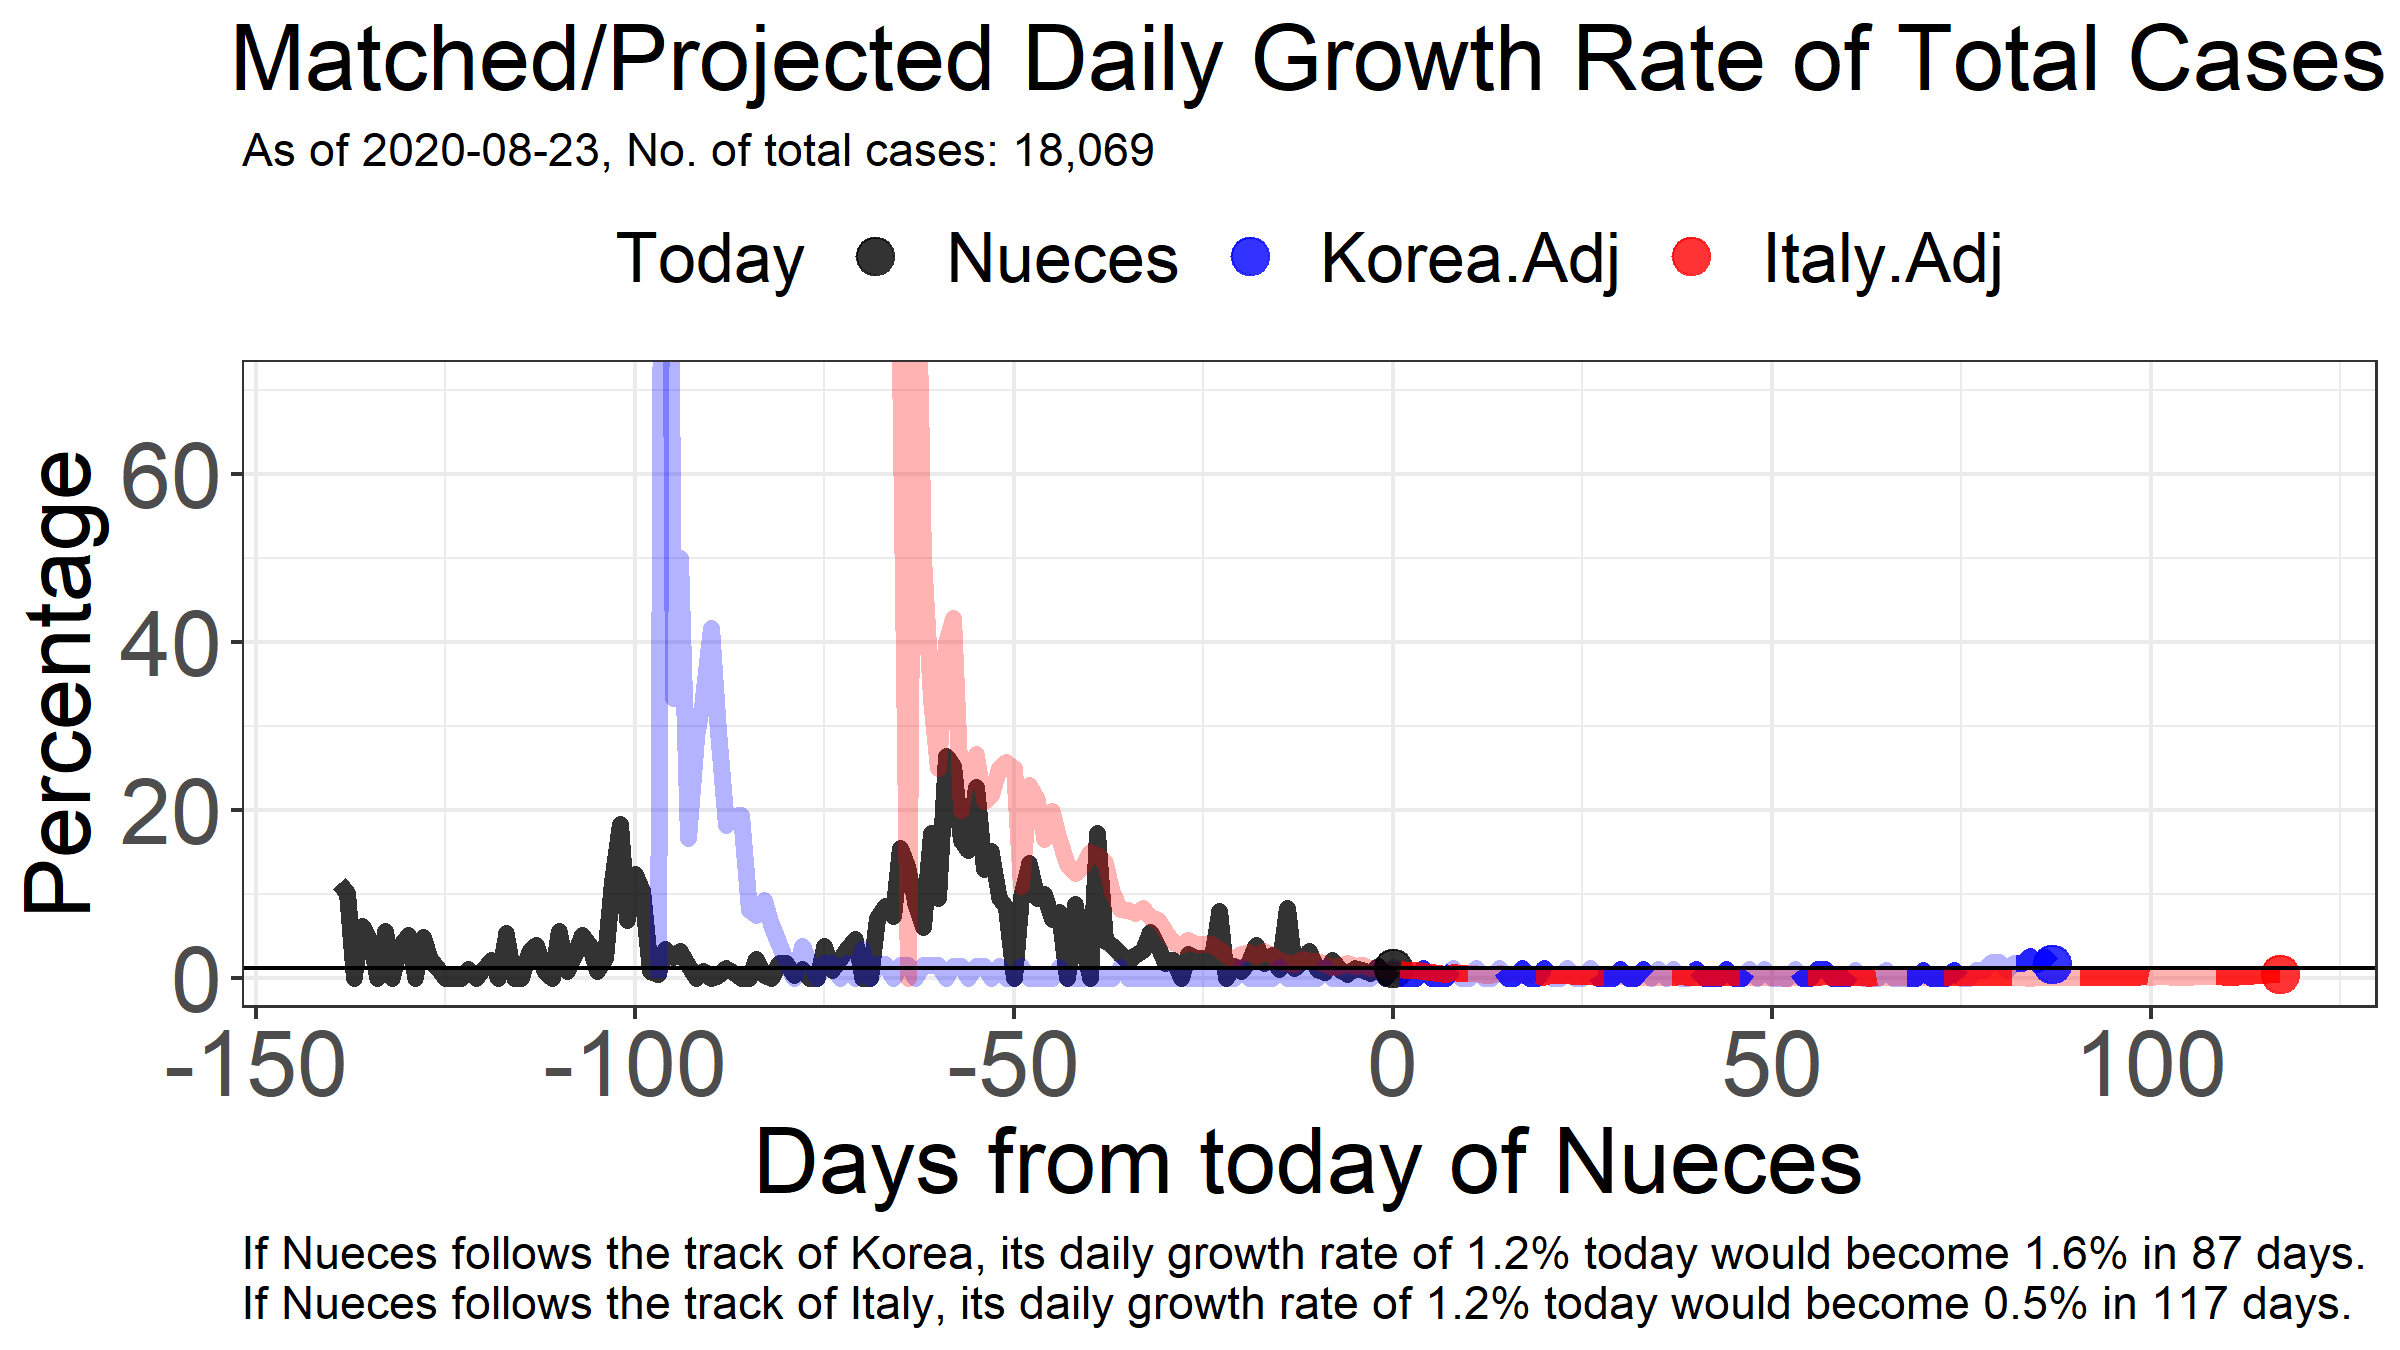 Matched/Projected Daily Growth Rate of Total Cases
As of 2020-08-23, No. of total cases: 18,069
Today Nueces Korea.Adj Italy.Adj
Percentage
60
40
20
0
-150 -100 -50 0 50 100
Days from today of Nueces
If Nueces follows the track of Korea, its daily growth rate of 1.2% today would become 1.6% in 87 days.
If Nueces follows the track of Italy, its daily growth rate of 1.2% today would become 0.5% in 117 days.